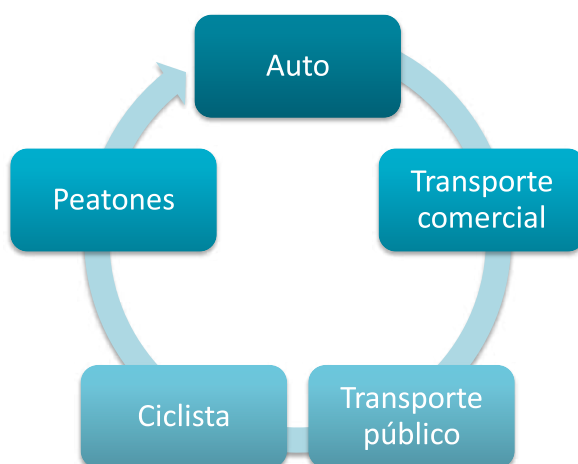 Auto
Transporte
comercial
Transporte
público
Ciclista
Peatones